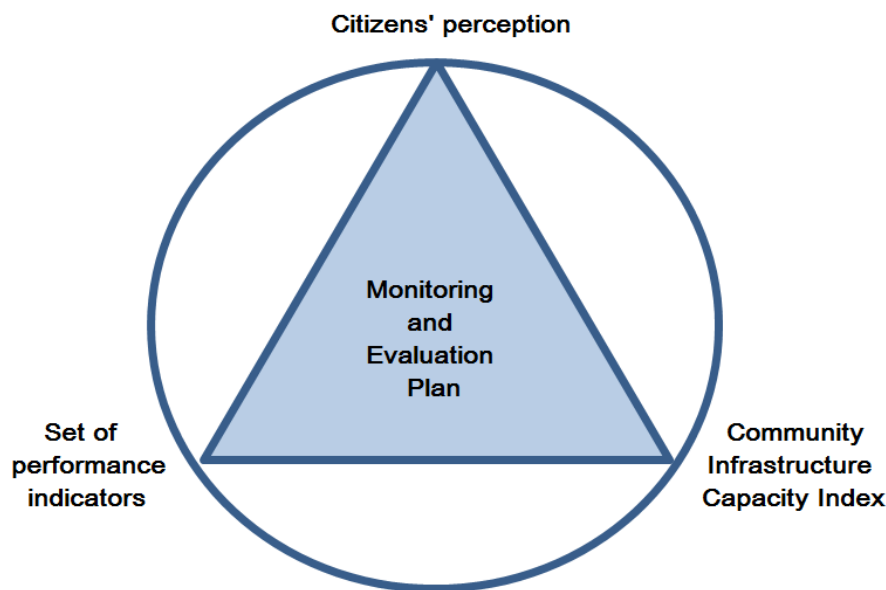 Citizens' perception
Monitoring
and
Evaluation
Plan
Set of
performance
indicators
Community
Infrastructure
Capacity Index